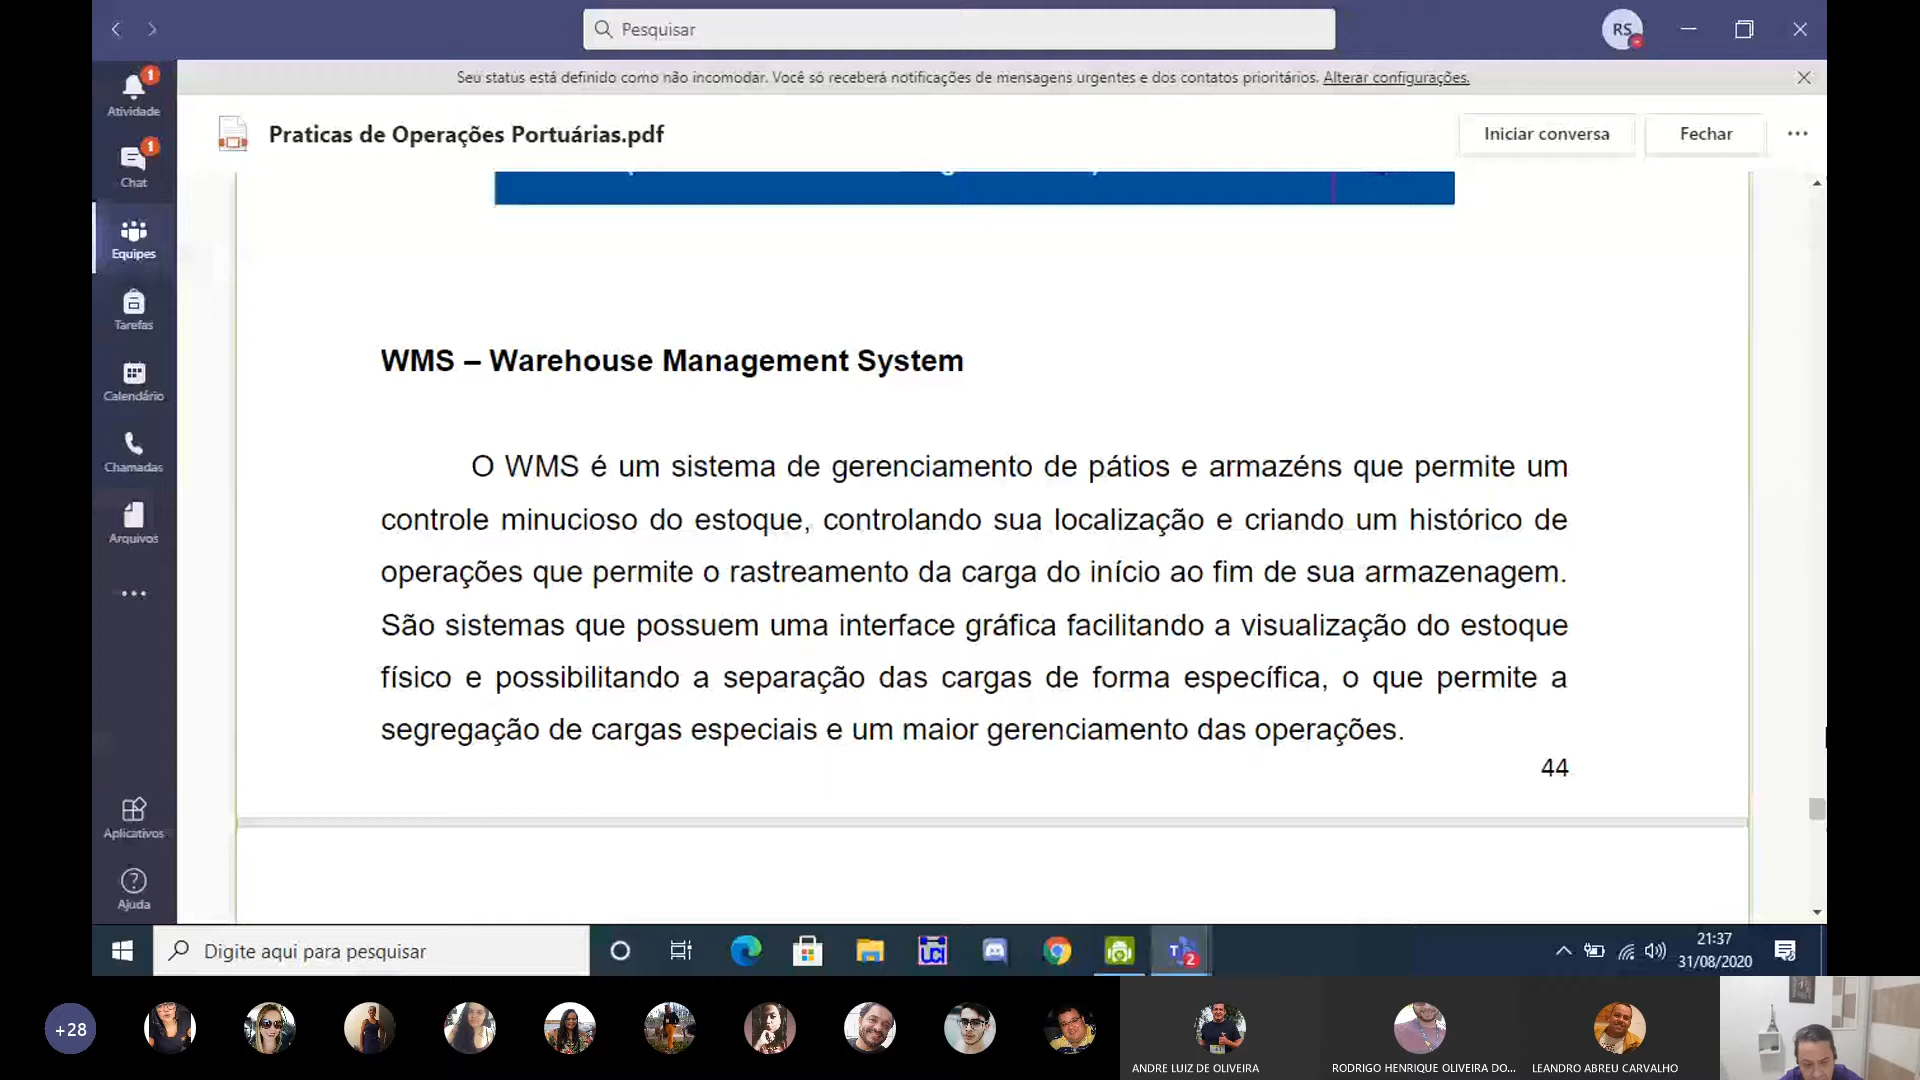 Pesquisar
RS
Seu status está definido como não incomodar. Você só receberá notificações de mensagens urgentes e dos contatos prioritários. Alterar configurações.
Atividade
1
Chat
1
Equipes
Tarefas
Calendário
Chamadas
Arquivos
Aplicativos
Ajuda
Praticas de Operações Portuárias.pdf
Iniciar conversa
Fechar
WMS – Warehouse Management System
O WMS é um sistema de gerenciamento de pátios e armazéns que permite um
controle minucioso do estoque, controlando sua localização e criando um histórico de
operações que permite o rastreamento da carga do início ao fim de sua armazenagem.
São sistemas que possuem uma interface gráfica facilitando a visualização do estoque
físico e possibilitando a separação das cargas de forma específica, o que permite a
segregação de cargas especiais e um maior gerenciamento das operações.
44
Digite aqui para pesquisar
UCI
T
2
21:37
31/08/2020
+28
ANDRE LUIZ DE OLIVEIRA
RODRIGO HENRIQUE OLIVEIRA DO...
LEANDRO ABREU CARVALHO